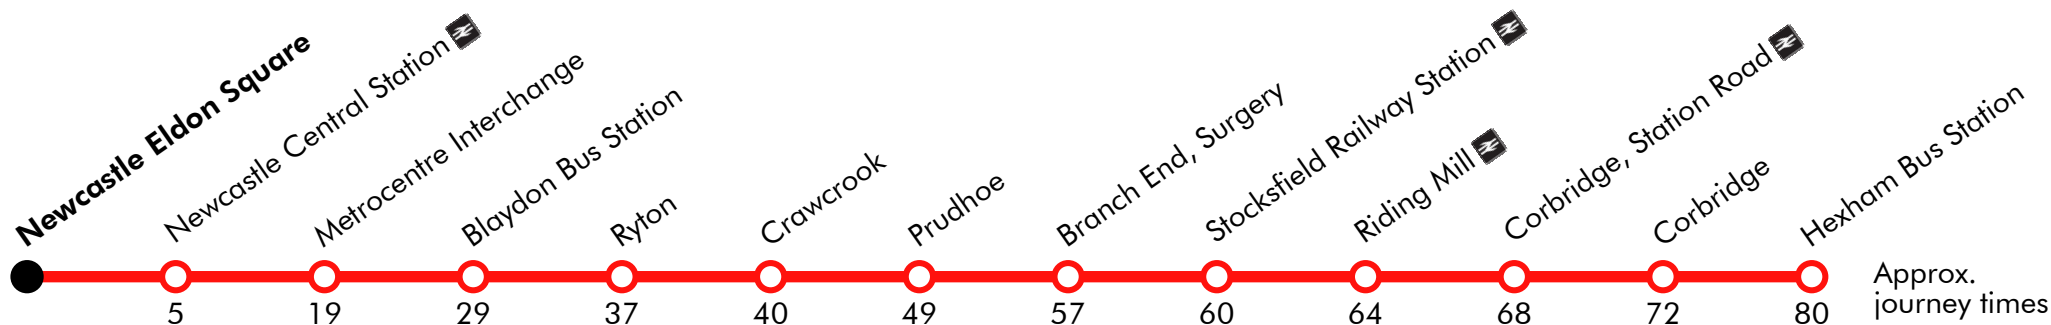 Newcastle Eldon Square
Newcastle Central Station
Metrocentre Interchange
Blaydon Bus Station
Ryton
Crawcrook
Prudhoe
Branch End, Surgery
Stocksfield Railway Station
Riding Mill
Corbridge, Station Road
Corbridge
Hexham Bus Station
5 19 29 37 40 49 57 60 64 68 72 80
Approx.
journey times